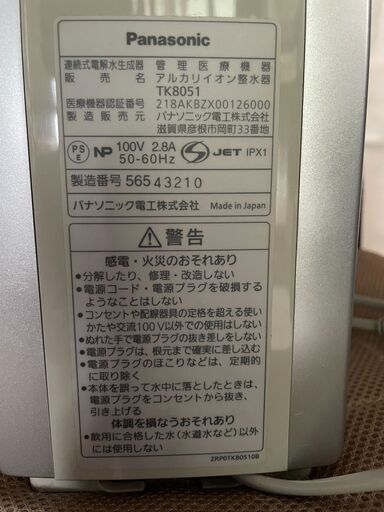 Panasonic
連続式電解水生成器 管理医療機器
販売名 アルカリイオン整水器
TK8051
医療機器認証番号 218AKBZX00126000
製造販売元 パナソニック電工株式会社
滋賀県彦根市岡町33番地
PS E NP 100V 2.8A 50-60Hz S JET IPX1
製造番号 565 43210
パナソニック電工株式会社 Made in Japan
警告
感電・火災のおそれあり
●分解したり、修理・改造しない
●電源コード・電源プラグを破損する
ようなことはしない
●コンセントや配線器具の定格を超える使い
かたや交流100V以外での使用はしない
●ぬれた手で電源プラグの抜き差しをしない
●電源プラグは、根元まで確実に差し込む
●電源プラグのほこりなどは、定期的
に取り除く
●本体を誤って水中に落としたときは、
電源プラグをコンセントから抜き、
引き上げる
体調を損なうおそれあり
●飲用に合格した水（水道水など）以外
には使用しない
ZRP0TK80510B